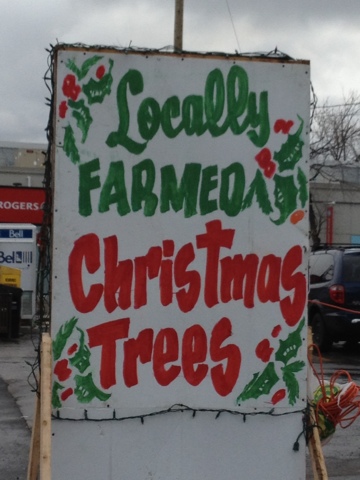 Locally
FARMED
Christmas
Trees
ROGERS
Bell
Bell